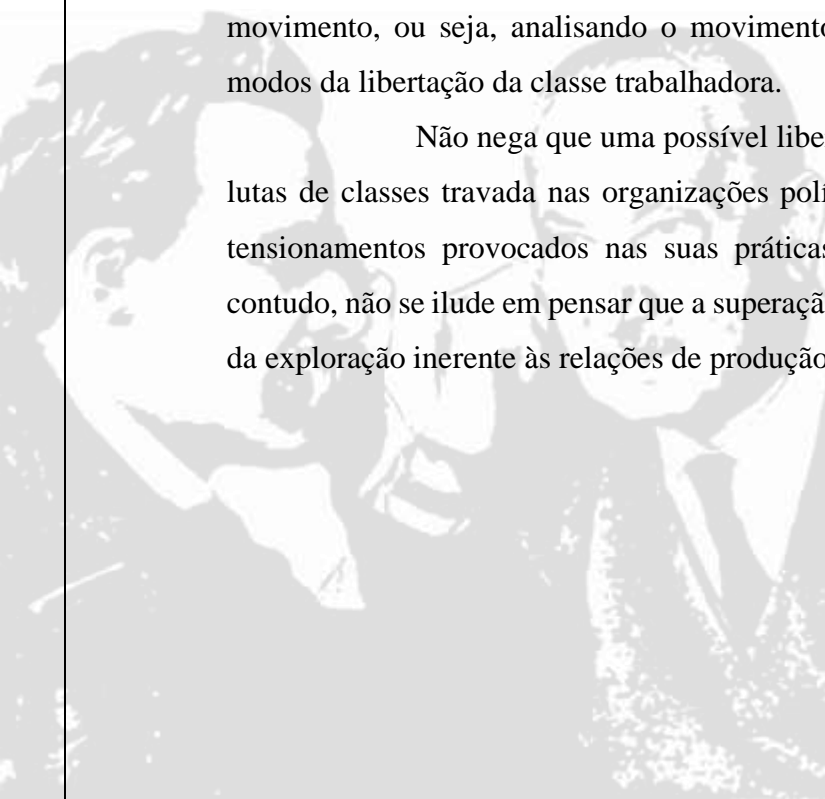 movimento, ou seja, analisando o movimento
modos da libertação da classe trabalhadora.
Não nega que uma possível libe
lutas de classes travada nas organizações polí
tensionamentos provocados nas suas práticas
contudo, não se ilude em pensar que a superaçã
da exploração inerente às relações de produção